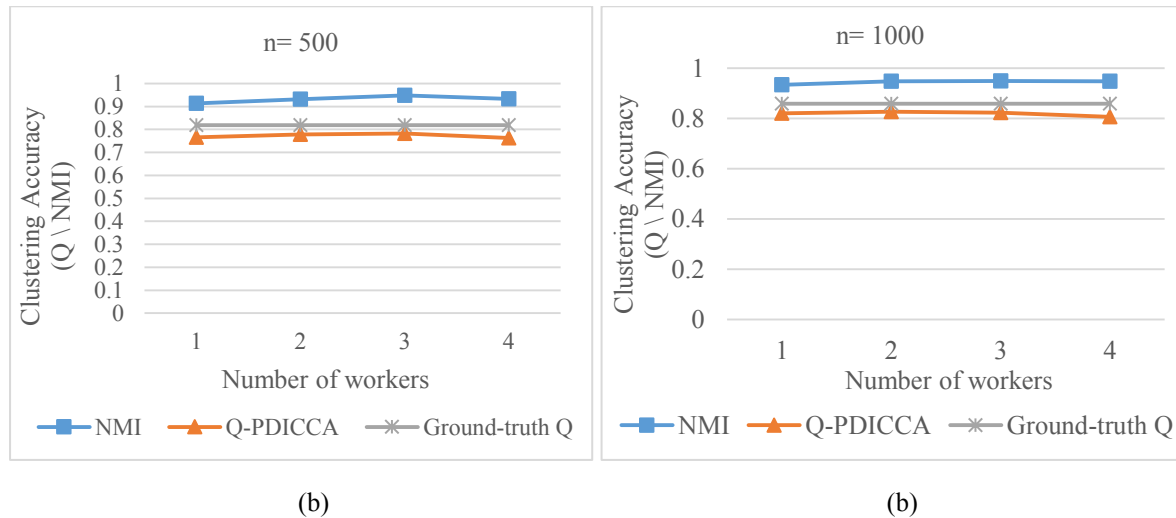 n= 500
Clustering Accuracy
(Q \ NMI)
1
0.9
0.8
0.7
0.6
0.5
0.4
0.3
0.2
0.1
0
1 2 3 4
Number of workers
NMI Q-PDICCA Ground-truth Q
(b)
n= 1000
Clustering Accuracy
(Q \ NMI)
1
0.8
0.6
0.4
0.2
0
1 2 3 4
Number of workers
NMI Q-PDICCA Ground-truth Q
(b)